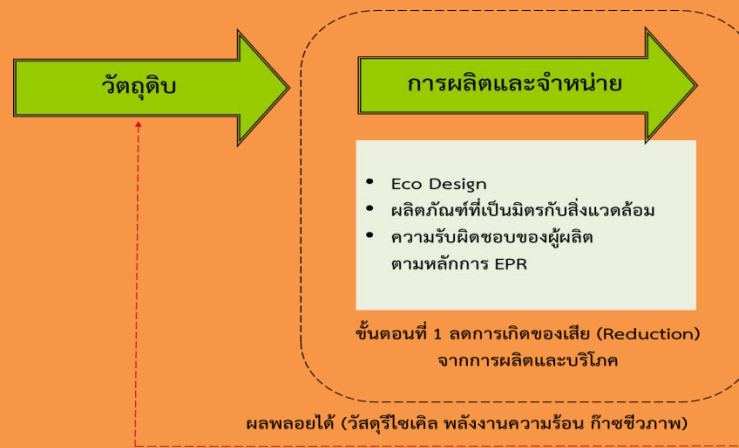 วัตถุดิบ
การผลิตและจำหน่าย
• Eco Design
• ผลิตภัณฑ์ที่เป็นมิตรกับสิ่งแวดล้อม
• ความรับผิดชอบของผู้ผลิต
ตามหลักการ EPR
ขั้นตอนที่ 1 ลดการเกิดของเสีย (Reduction)
จากการผลิตและบริโภค
ผลพลอยได้ (วัสดุรีไซเคิล พลังงานความร้อน ก๊าซชีวภาพ)